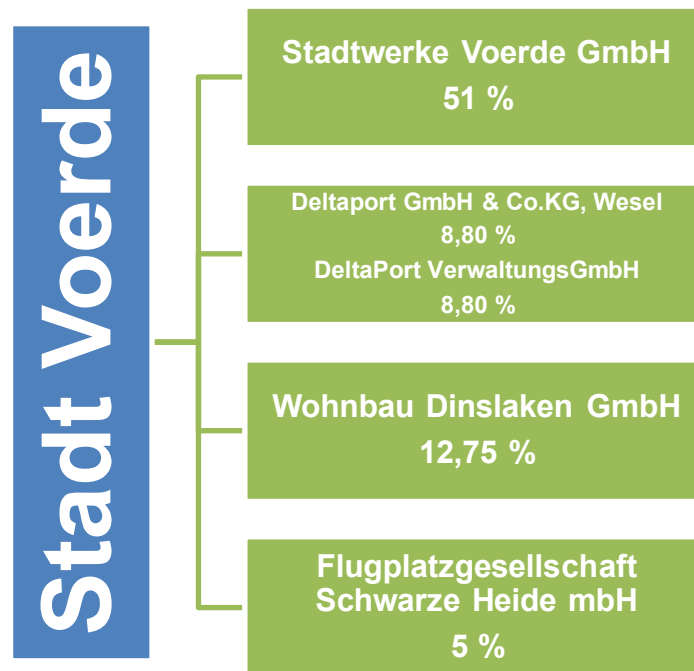 Stadt Voerde
Stadtwerke Voerde GmbH
51 %
Deltaport GmbH & Co.KG, Wesel
8,80 %
DeltaPort VerwaltungsGmbH
8,80 %
Wohnbau Dinslaken GmbH
12,75 %
Flugplatzgesellschaft
Schwarze Heide mbH
5 %